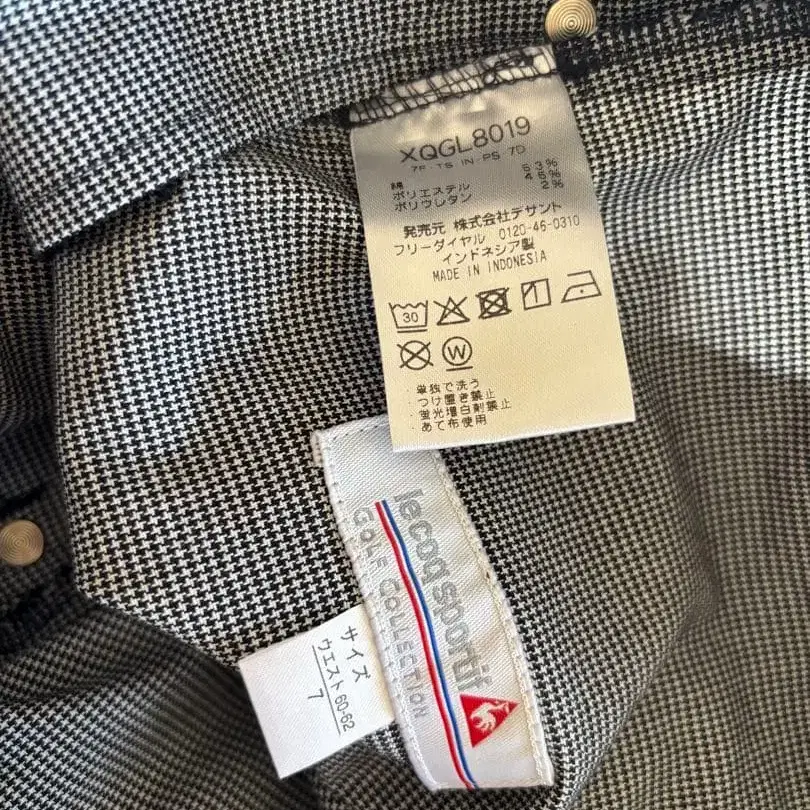 XQGL8019
7F-TS IN-PS 7D
綿 53%
ポリエステル 45%
ポリウレタン 2%
発売元 株式会社デサント
フリーダイヤル 0120-46-0310
インドネシア製
MADE IN INDONESIA
30
W
・単独で洗う
・つけ置き禁止
・蛍光増白剤禁止
・あて布使用
le coq sportif
GOLF COLLECTION
サイズ
ウエスト 60-62
7